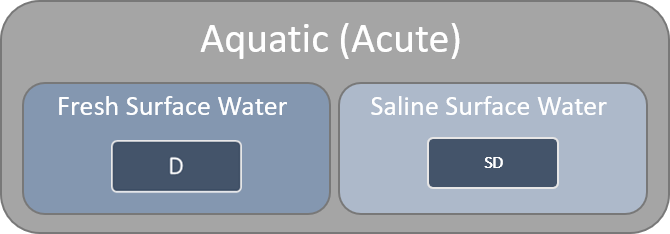 Aquatic (Acute)
Fresh Surface Water
Saline Surface Water
D
SD